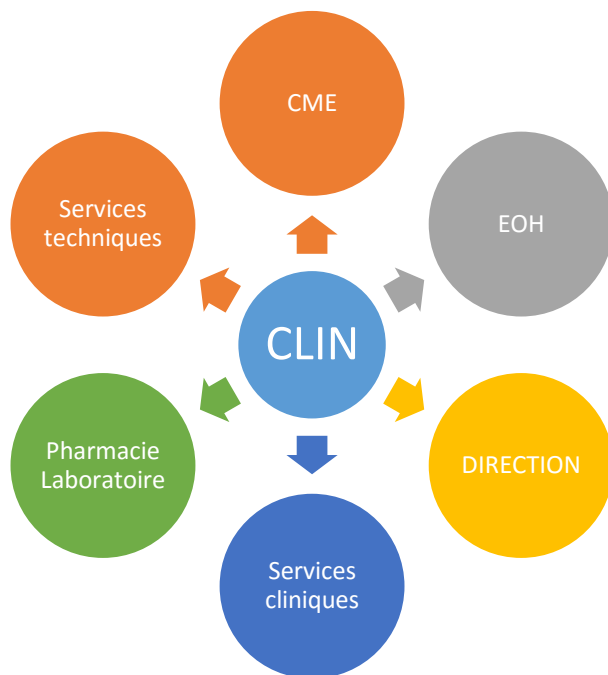 CME
Services
techniques
EOH
CLIN
Pharmacie
Laboratoire
DIRECTION
Services
cliniques